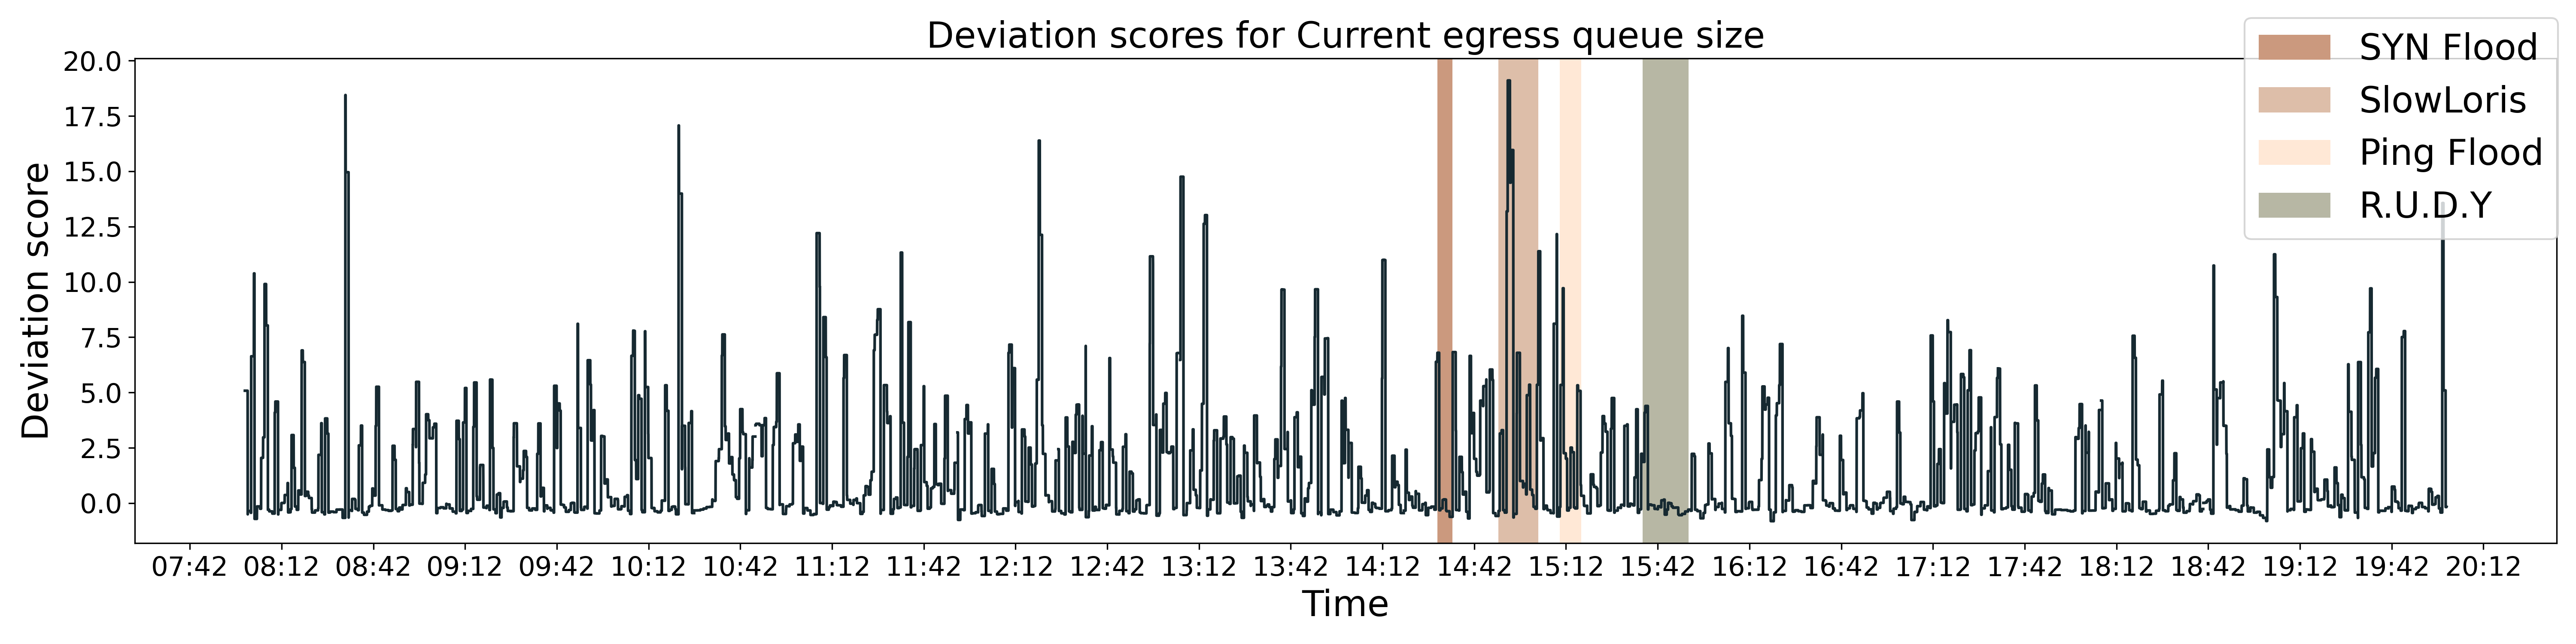 Deviation scores for Current egress queue size
SYN Flood
SlowLoris
Ping Flood
R.U.D.Y
Deviation score
20.0
17.5
15.0
12.5
10.0
7.5
5.0
2.5
0.0
07:42 08:12 08:42 09:12 09:42 10:12 10:42 11:12 11:42 12:12 12:42 13:12 13:42 14:12 14:42 15:12 15:42 16:12 16:42 17:12 17:42 18:12 18:42 19:12 19:42 20:12
Time